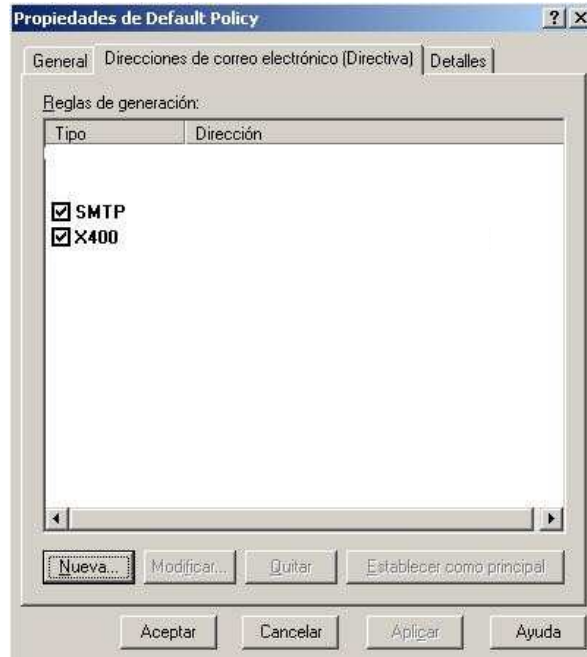 Propiedades de Default Policy
General Direcciones de correo electrónico (Directiva) Detalles
Reglas de generación:
Tipo Dirección
SMTP
X400
Nueva... Modificar... Quitar Establecer como principal
Aceptar Cancelar Aplicar Ayuda